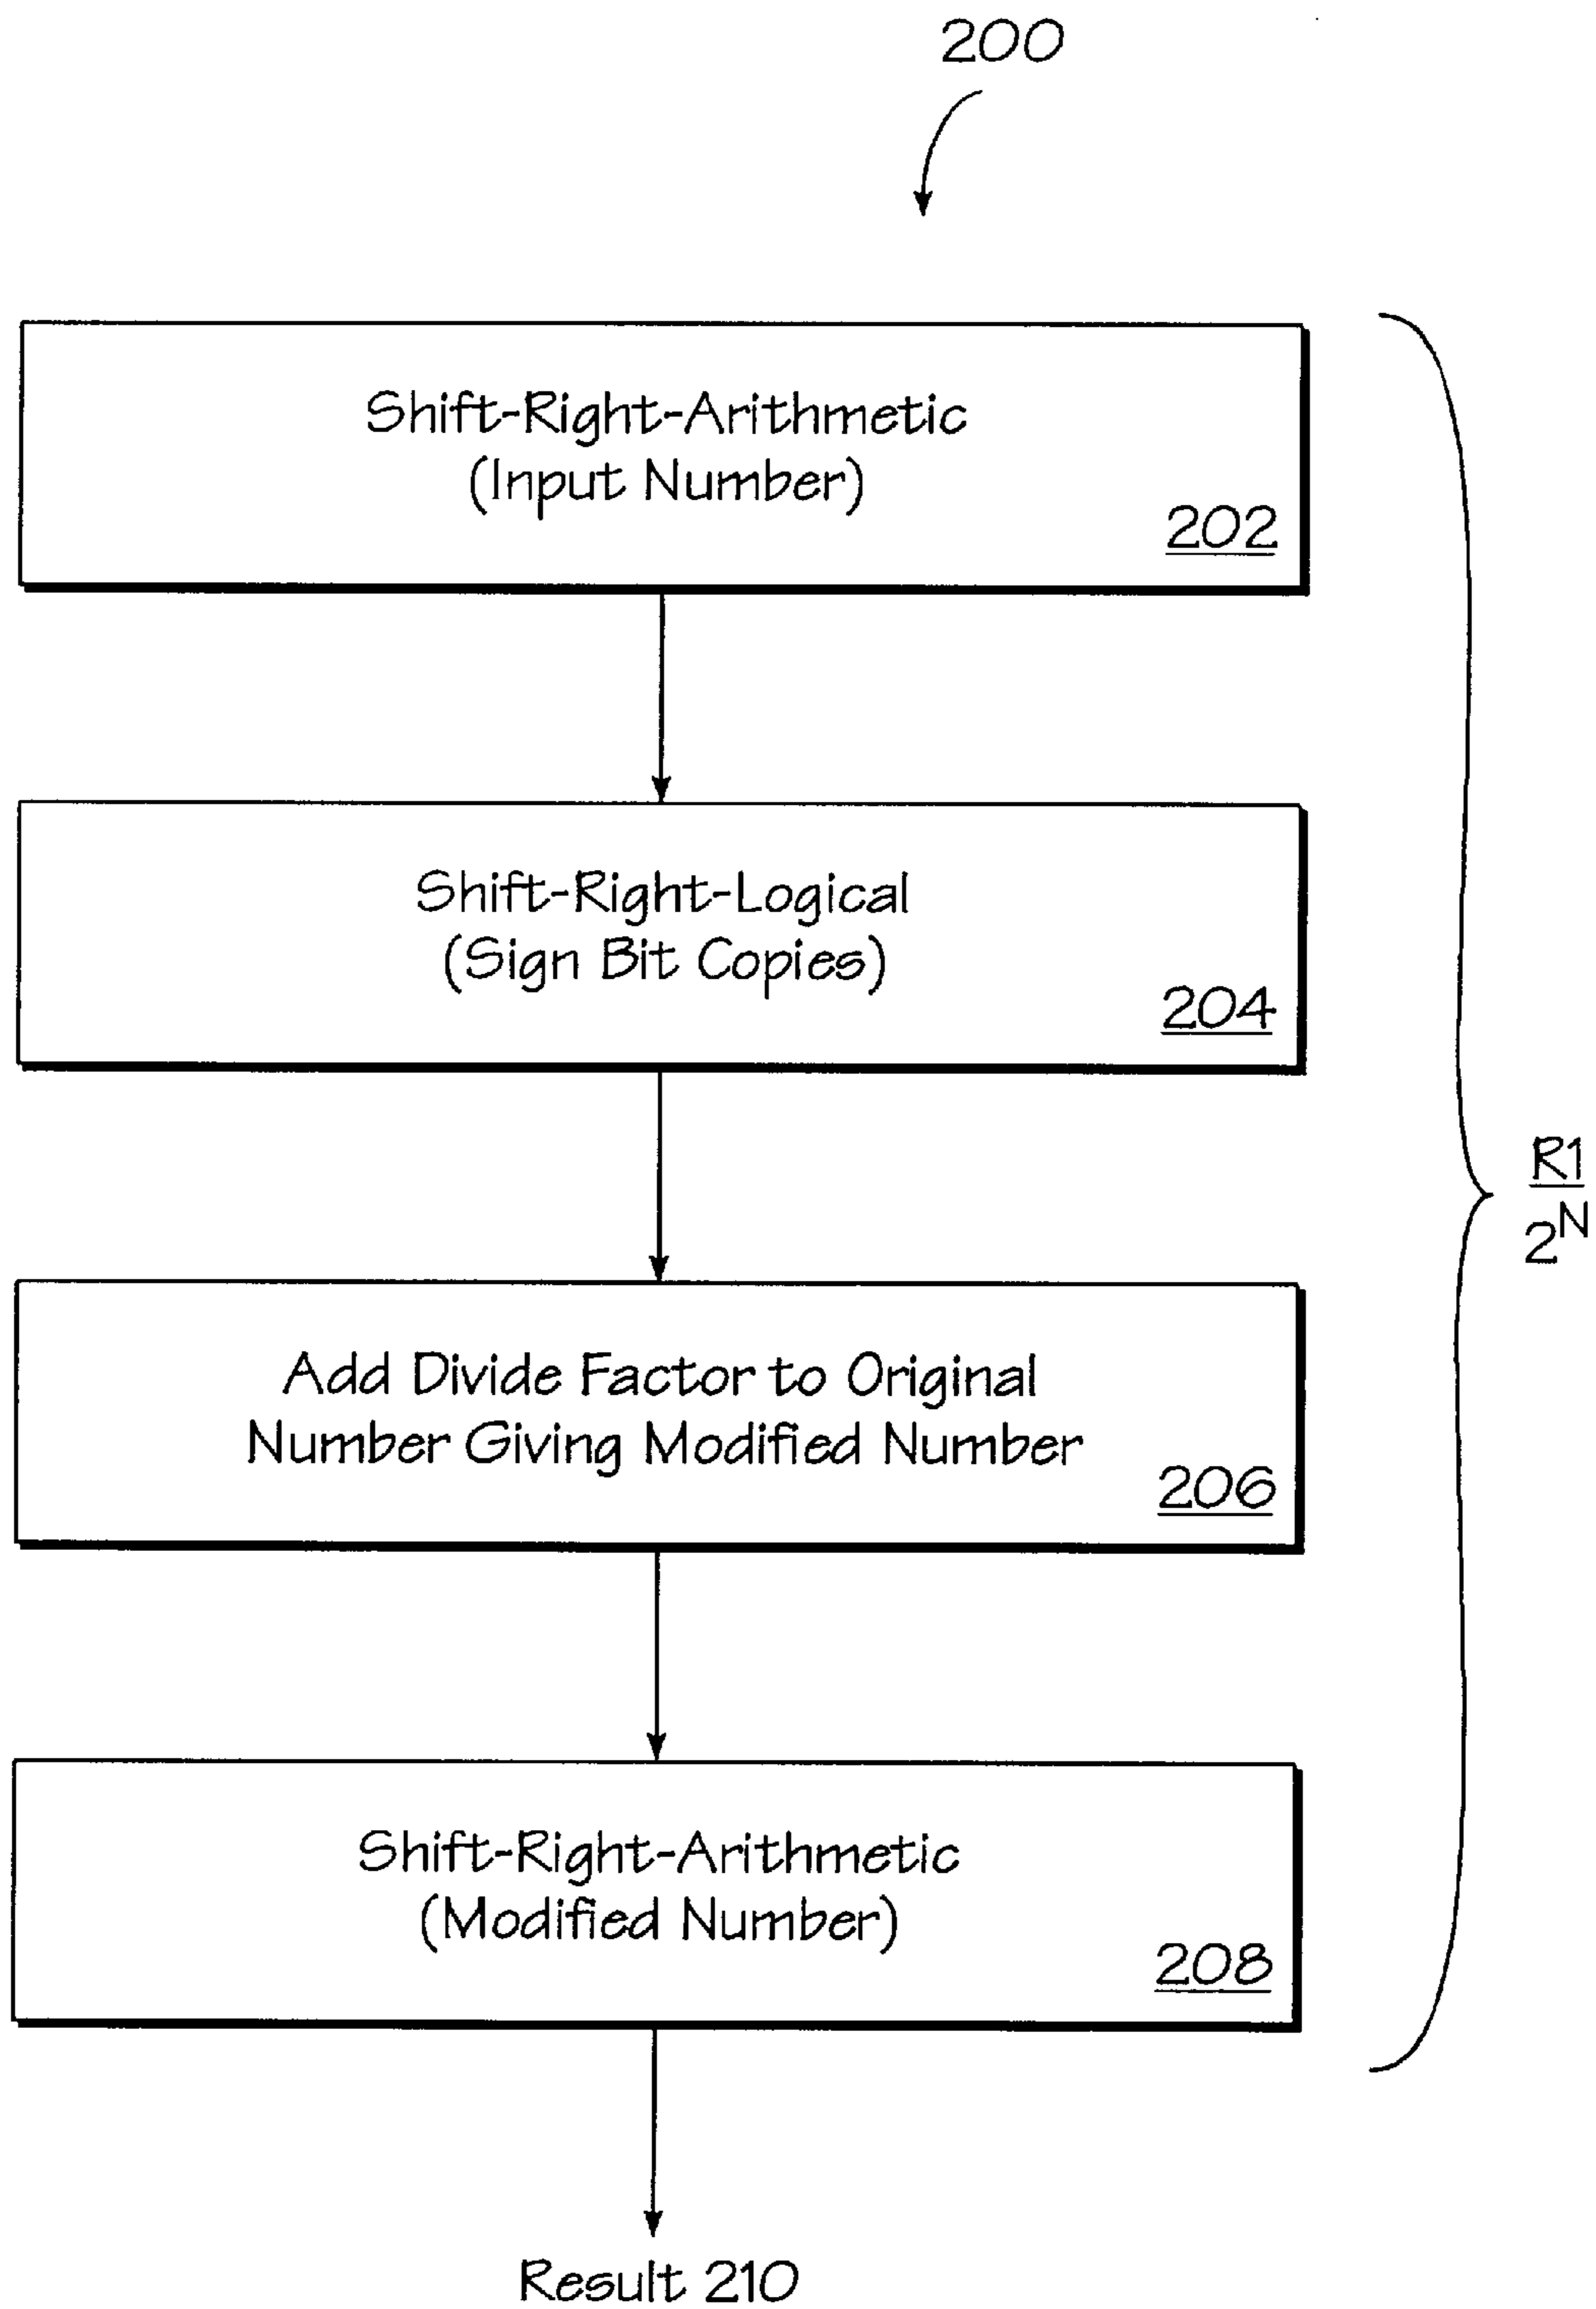 200
Shift-Right-Arithmetic
(Input Number)
202
Shift-Right-Logical
(Sign Bit Copies)
204
R1
2^N
Add Divide Factor to Original
Number Giving Modified Number
206
Shift-Right-Arithmetic
(Modified Number)
208
Result 210